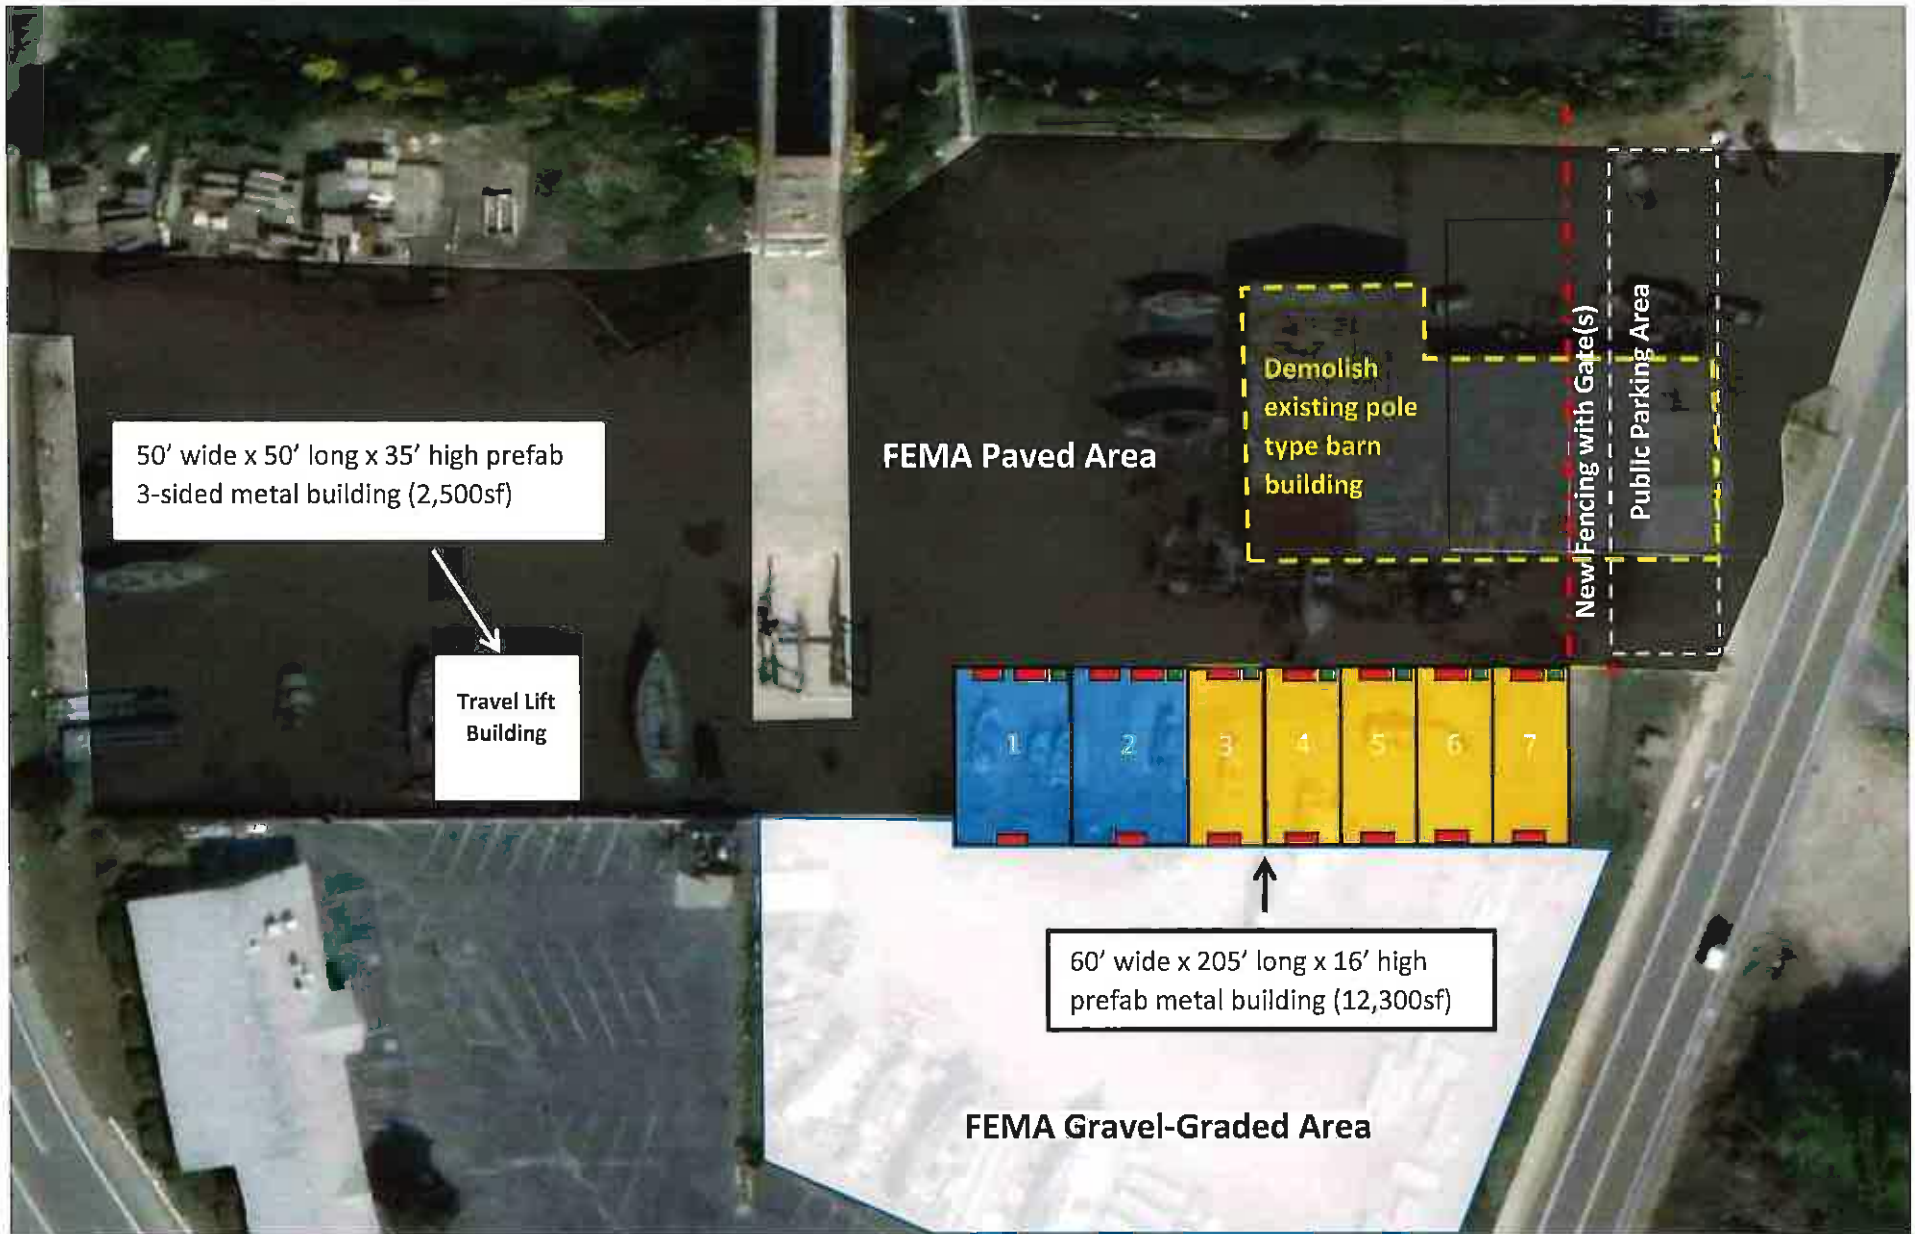 50' wide x 50' long x 35' high prefab
3-sided metal building (2,500sf)
FEMA Paved Area
Demolish
existing pole
type barn
building
New Fencing with Gate(s)
Public Parking Area
Travel Lift
Building
1
2
3
4
5
6
7
60' wide x 205' long x 16' high
prefab metal building (12,300sf)
FEMA Gravel-Graded Area